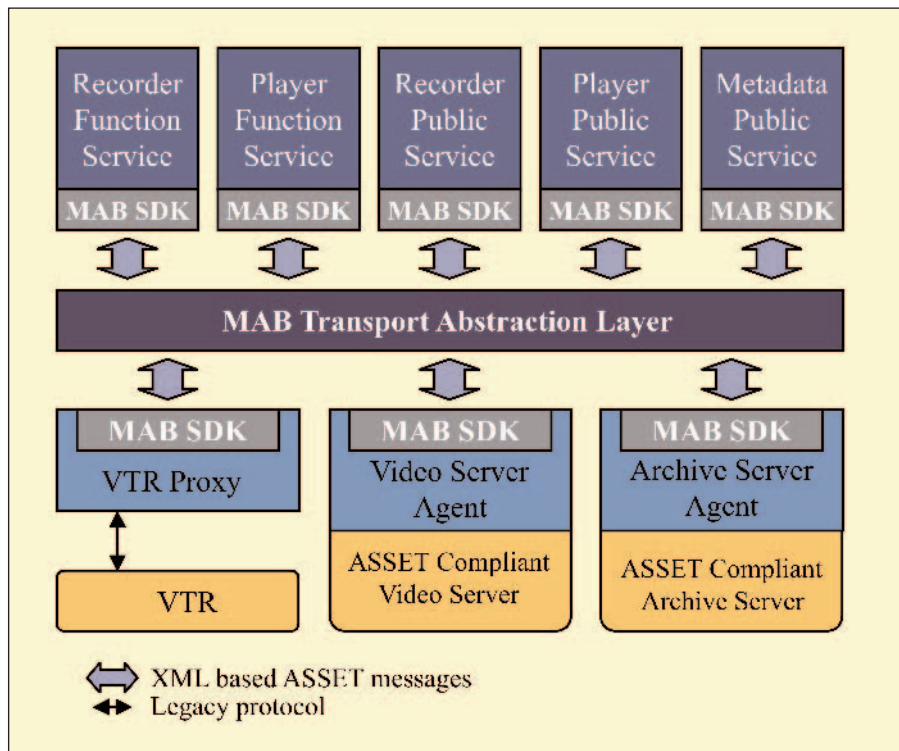 Recorder
Function
Service
MAB SDK
Player
Function
Service
MAB SDK
Recorder
Public
Service
MAB SDK
Player
Public
Service
MAB SDK
Metadata
Public
Service
MAB SDK
MAB Transport Abstraction Layer
MAB SDK
VTR Proxy
VTR
MAB SDK
Video Server
Agent
ASSET Compliant
Video Server
MAB SDK
Archive Server
Agent
ASSET Compliant
Archive Server
XML based ASSET messages
Legacy protocol